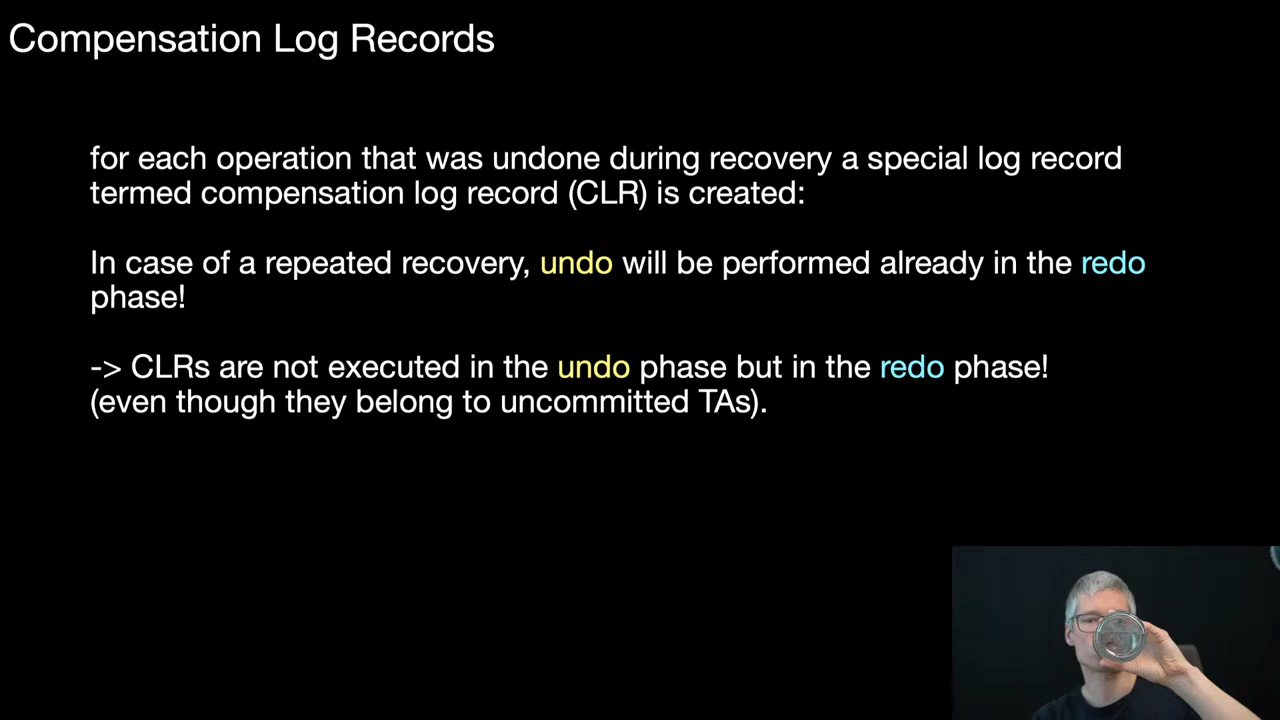 Compensation Log Records
for each operation that was undone during recovery a special log record
termed compensation log record (CLR) is created:
In case of a repeated recovery, undo will be performed already in the redo
phase!
-> CLRs are not executed in the undo phase but in the redo phase!
(even though they belong to uncommitted TAs).